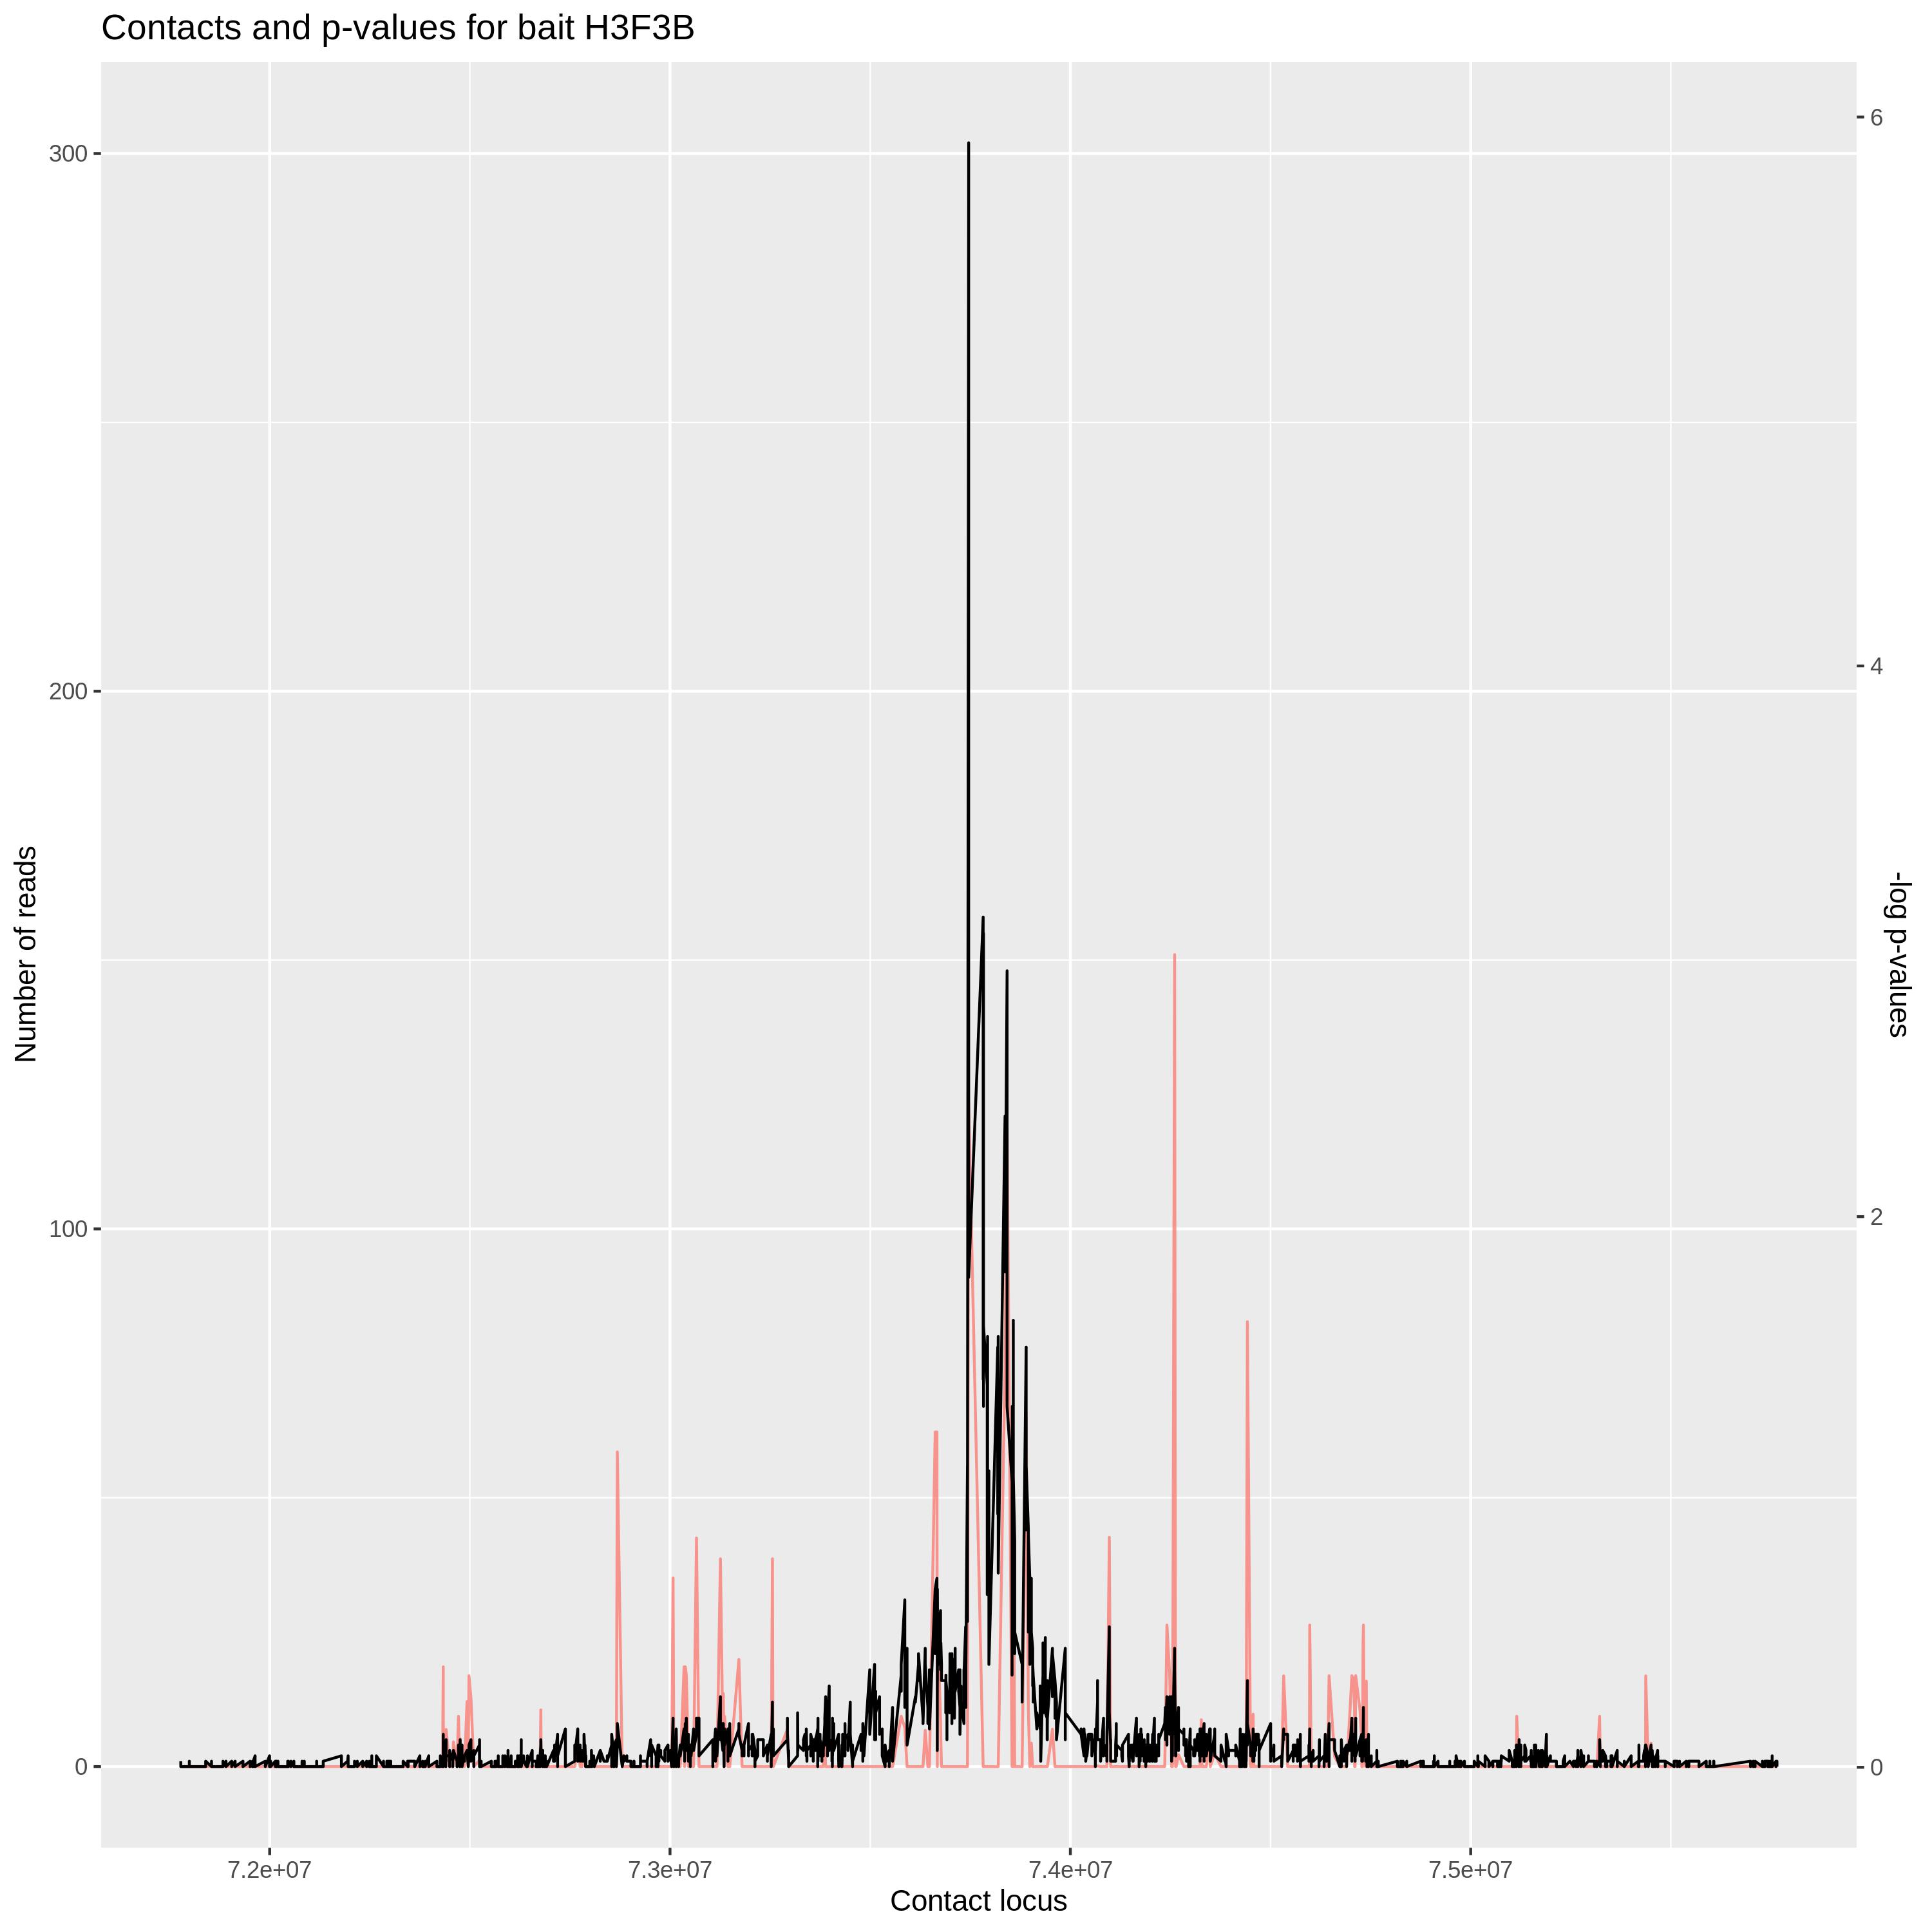 Contacts and p-values for bait H3F3B
300
200
100
0
6
4
2
0
Number of reads
-log p-values
7.2e+07 7.3e+07 7.4e+07 7.5e+07
Contact locus